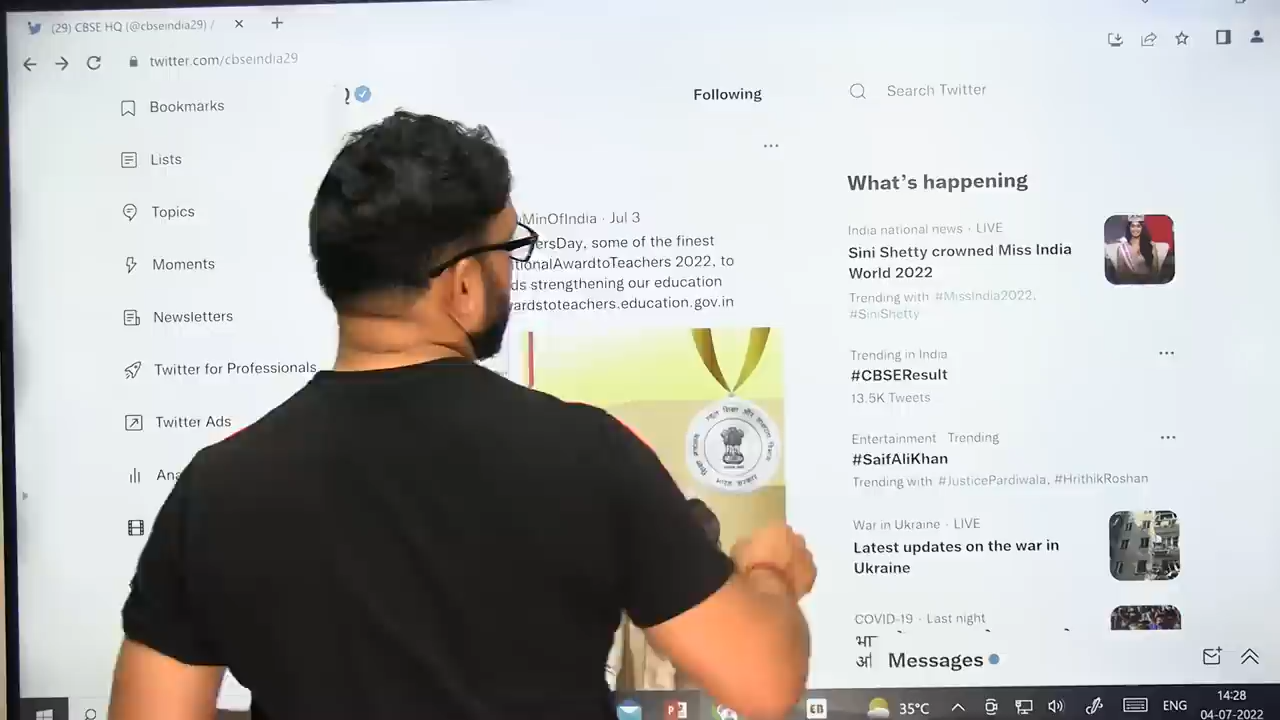 (29) CBSE HQ (@cbseindia29) /
twitter.com/cbseindia29
Bookmarks
Lists
Topics
Moments
Newsletters
Twitter for Professionals
Twitter Ads
Following
MinOfIndia · Jul 3
ersDay, some of the finest
tionalAwardtoTeachers 2022, to
ds strengthening our education
wardstoteachers.education.gov.in
Search Twitter
What's happening
India national news · LIVE
Sini Shetty crowned Miss India
World 2022
Trending with #MissIndia2022,
#SiniShetty
Trending in India
#CBSEResult
13.5K Tweets
Entertainment · Trending
#SaifAliKhan
Trending with #JusticePardiwala, #HrithikRoshan
War in Ukraine · LIVE
Latest updates on the war in
Ukraine
COVID-19 · Last night
Messages
35°C
ENG
14:28
04-07-2022